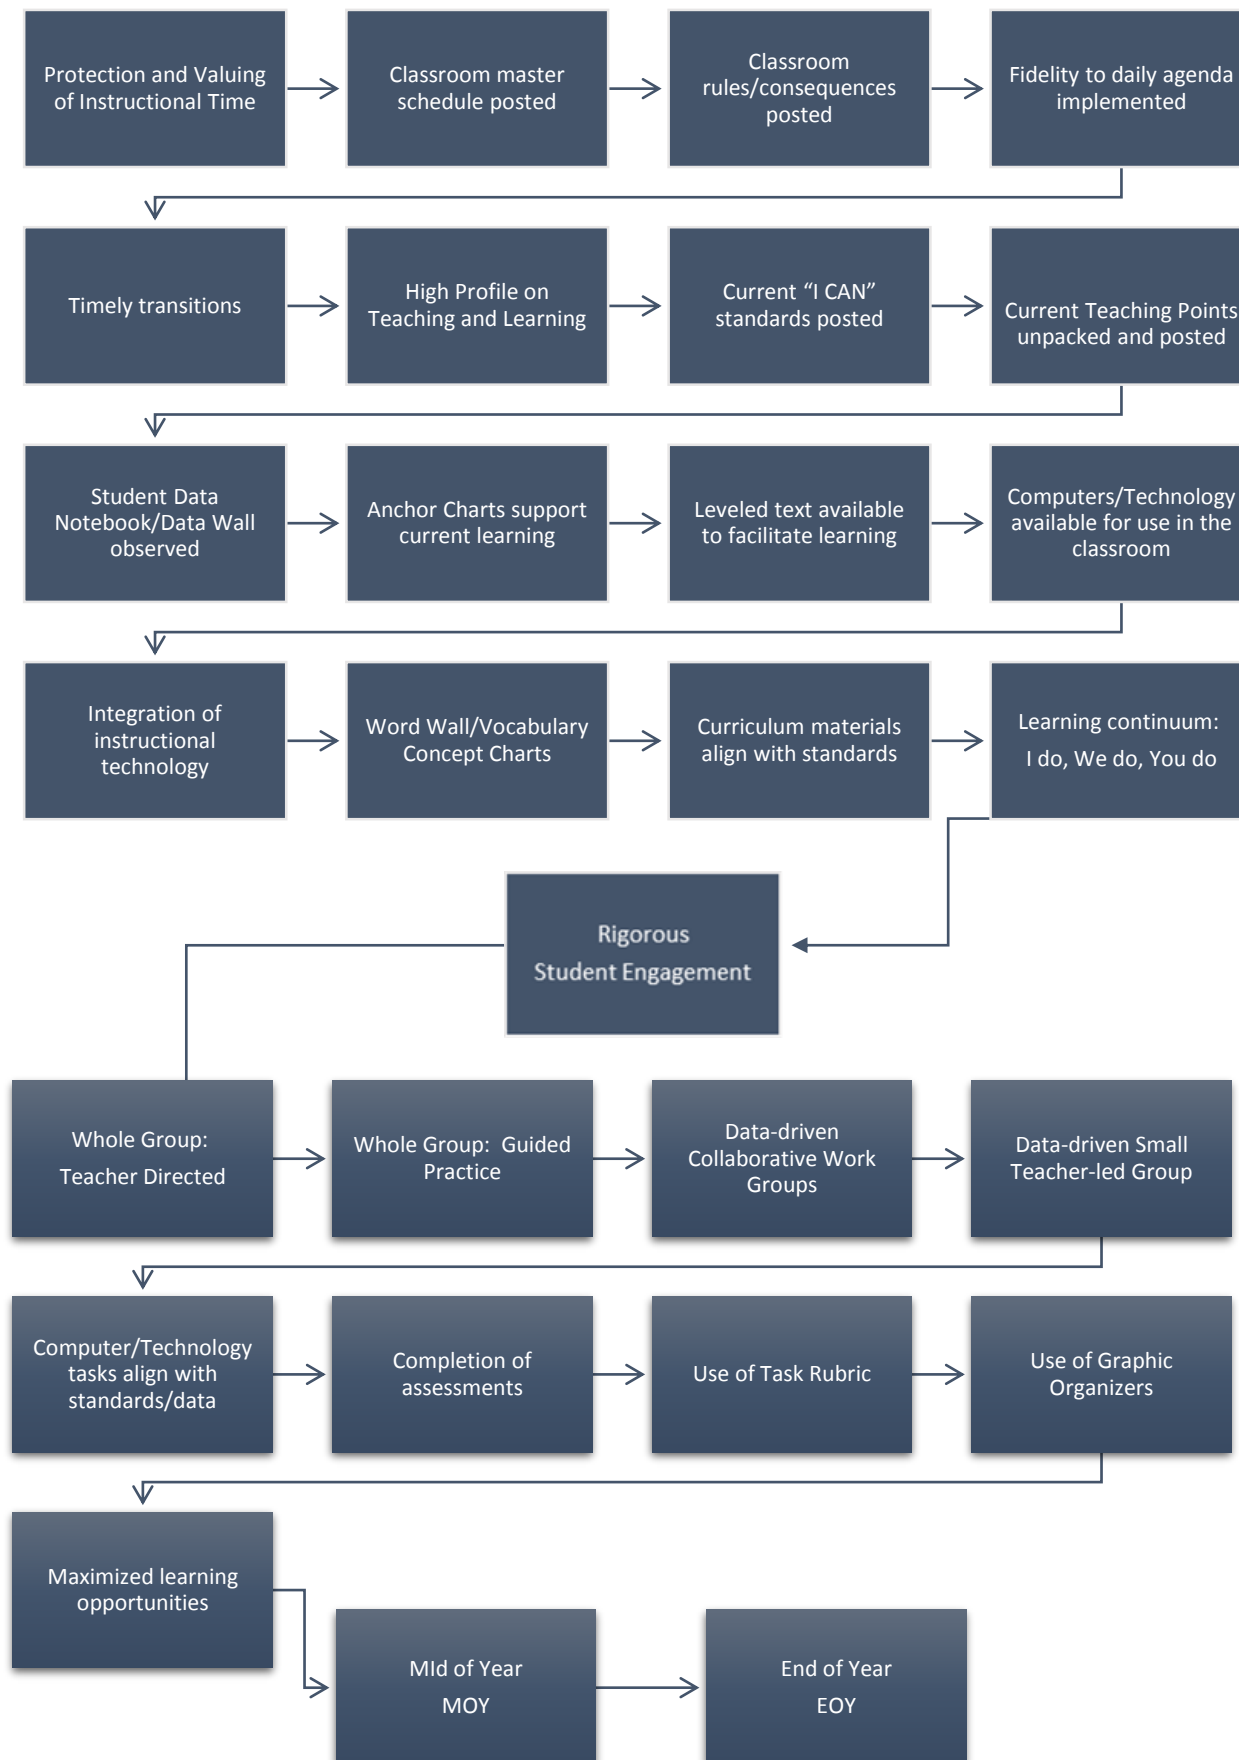 Protection and Valuing
of Instructional Time
Classroom master
schedule posted
Classroom
rules/consequences
posted
Fidelity to daily agenda
implemented
Timely transitions
High Profile on
Teaching and Learning
Current “I CAN”
standards posted
Current Teaching Points
unpacked and posted
Student Data
Notebook/Data Wall
observed
Anchor Charts support
current learning
Leveled text available
to facilitate learning
Computers/Technology
available for use in the
classroom
Integration of
instructional
technology
Word Wall/Vocabulary
Concept Charts
Curriculum materials
align with standards
Learning continuum:
I do, We do, You do
Rigorous
Student Engagement
Whole Group:
Teacher Directed
Whole Group:  Guided
Practice
Data-driven
Collaborative Work
Groups
Data-driven Small
Teacher-led Group
Computer/Technology
tasks align with
standards/data
Completion of
assessments
Use of Task Rubric
Use of Graphic
Organizers
Maximized learning
opportunities
MId of Year
MOY
End of Year
EOY